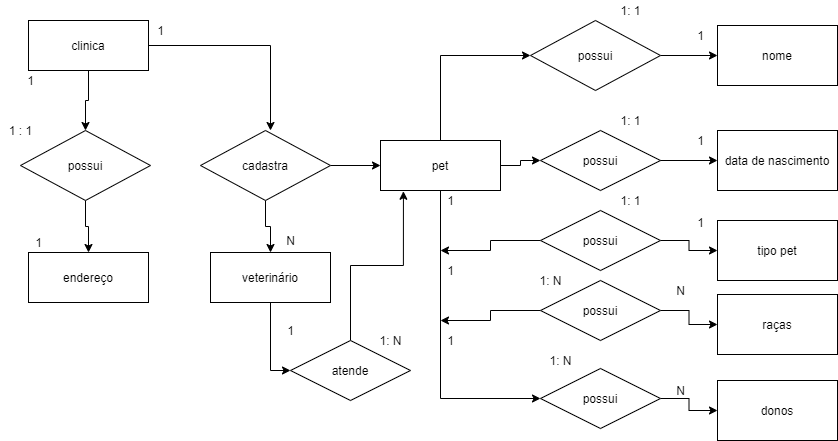 1: 1
clinica
1
possui
1
nome
1
1 : 1
1: 1
possui
cadastra
pet
possui
1
data de nascimento
1
1: 1
possui
1
tipo pet
1
N
1
endereço
veterinário
1: N
possui
N
raças
1
1: N
1
atende
1: N
possui
N
donos